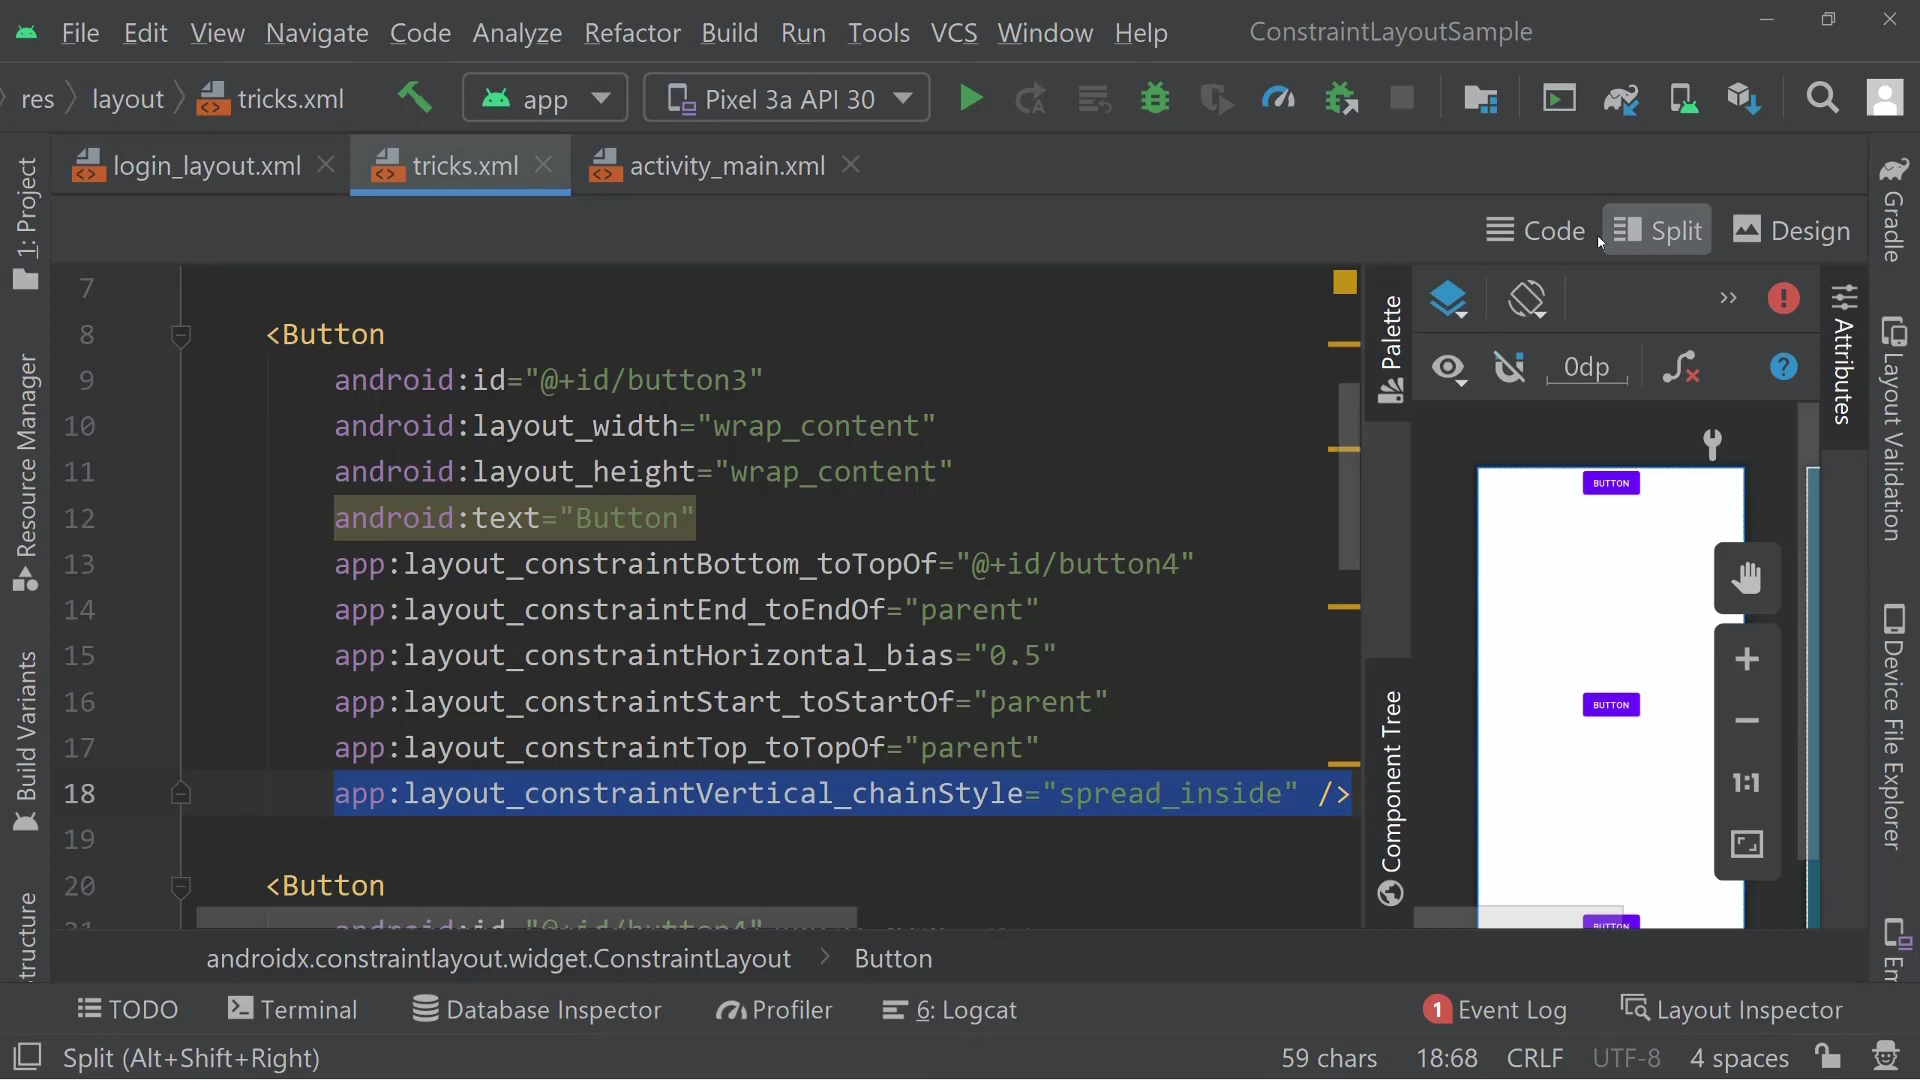 File Edit View Navigate Code Analyze Refactor Build Run Tools VCS Window Help ConstraintLayoutSample
res layout tricks.xml app Pixel 3a API 30
login_layout.xml tricks.xml activity_main.xml
Code Split Design
7
8 <Button
9 android:id="@+id/button3"
10 android:layout_width="wrap_content"
11 android:layout_height="wrap_content"
12 android:text="Button"
13 app:layout_constraintBottom_toTopOf="@+id/button4"
14 app:layout_constraintEnd_toEndOf="parent"
15 app:layout_constraintHorizontal_bias="0.5"
16 app:layout_constraintStart_toStartOf="parent"
17 app:layout_constraintTop_toTopOf="parent"
18 app:layout_constraintVertical_chainStyle="spread_inside" />
19
20 <Button
21 android:id="@+id/button4"
1: Project
Resource Manager
Build Variants
Palette
Component Tree
0dp
BUTTON
BUTTON
BUTTON
1:1
Attributes
Gradle
Layout Validation
Device File Explorer
androidx.constraintlayout.widget.ConstraintLayout Button
TODO Terminal Database Inspector Profiler 6: Logcat 1 Event Log Layout Inspector
Split (Alt+Shift+Right) 59 chars 18:68 CRLF UTF-8 4 spaces